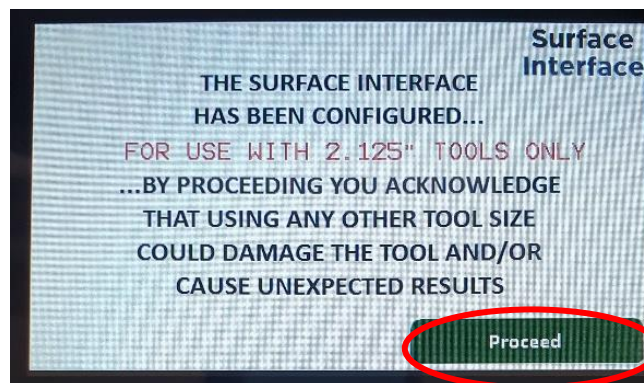 Surface
Interface
THE SURFACE INTERFACE
HAS BEEN CONFIGURED...
FOR USE WITH 2.125" TOOLS ONLY
...BY PROCEEDING YOU ACKNOWLEDGE
THAT USING ANY OTHER TOOL SIZE
COULD DAMAGE THE TOOL AND/OR
CAUSE UNEXPECTED RESULTS
Proceed